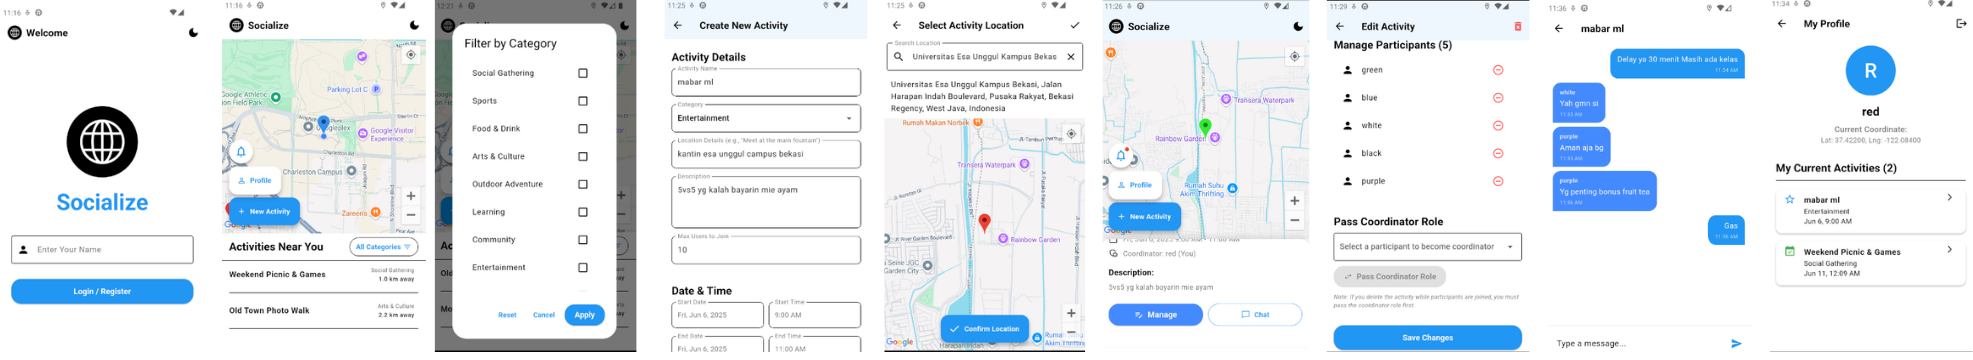 11:16
Welcome
Socialize
Enter Your Name
Login / Register
11:16
Socialize
Parking Lot C
Google Athletic
Field Park
Googleplex
Google Visitor
Experience
Charleston Campus
Zareen's
Profile
+ New Activity
Activities Near You
All Categories
Weekend Picnic & Games
Social Gathering
1.0 km away
Old Town Photo Walk
Arts & Culture
2.2 km away
12:21
Filter by Category
Social Gathering
Sports
Food & Drink
Arts & Culture
Outdoor Adventure
Learning
Community
Entertainment
Reset
Cancel
Apply
11:25
Create New Activity
Activity Details
Activity Name
mabar ml
Category
Entertainment
Location Details (e.g., "Meet at the main fountain")
kantin esa unggul campus bekasi
Description
5vs5 yg kalah bayarin mie ayam
Max Users to Join
10
Date & Time
Start Date
Fri, Jun 6, 2025
Start Time
9:00 AM
End Date
Fri, Jun 6, 2025
End Time
11:00 AM
11:25
Select Activity Location
Search Location
Universitas Esa Unggul Kampus Bekas
Universitas Esa Unggul Kampus Bekasi, Jalan
Harapan Indah Boulevard, Pusaka Rakyat, Bekasi
Regency, West Java, Indonesia
Rumah Makan
Transera Waterpark
Rainbow Garden
Seine JGC
Garden City
Confirm Location
Google
Harapan Indah
Akim Thrifting
11:26
Socialize
Transera Waterpark
Rainbow Garden
Rumah Suhu
Akim Thrifting
Profile
+ New Activity
Fri, Jun 6, 2025 9:00 AM - 11:00 AM
Coordinator: red (You)
Description:
5vs5 yg kalah bayarin mie ayam
Manage
Chat
11:29
Edit Activity
Manage Participants (5)
green
blue
white
black
purple
Pass Coordinator Role
Select a participant to become coordinator
Pass Coordinator Role
Note: If you delete the activity while participants are joined, you must
pass the coordinator role first.
Save Changes
11:36
mabar ml
Delay ya 30 menit Masih ada kelas
11:34 AM
white
Yah gmn si
11:35 AM
purple
Aman aja bg
purple
Yg penting bonus fruit tea
11:36 AM
Gas
11:36 AM
Type a message...
11:34
My Profile
R
red
Current Coordinate:
Lat: 37.42200, Lng: -122.08400
My Current Activities (2)
mabar ml
Entertainment
Jun 6, 9:00 AM
Weekend Picnic & Games
Social Gathering
Jun 11, 12:09 AM